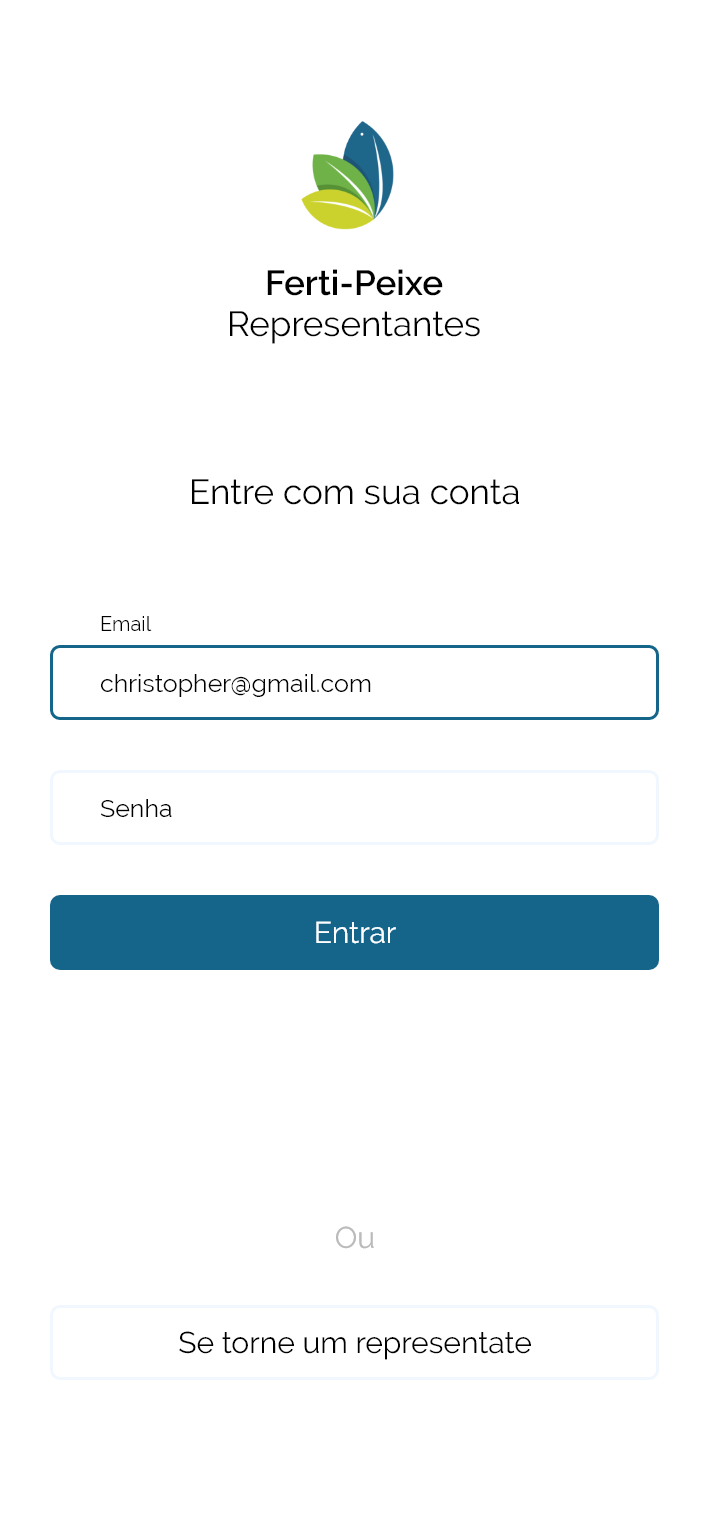 Ferti-Peixe
Representantes
Entre com sua conta
Email
christopher@gmail.com
Senha
Entrar
Ou
Se torne um representate